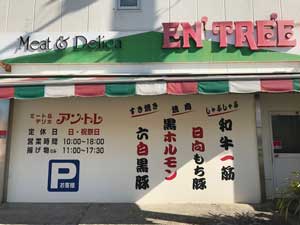 Meat & Delica
EN'TRÉE
ミート&
デリカ
アン・トレ
定休日 日・祝祭日
営業時間 10:00〜18:00
揚げ物のみ 11:00〜17:30
P
お客様
すき焼き
六白黒豚
焼肉
黒ホルモン
日向もち豚
しゃぶしゃぶ
和牛一筋